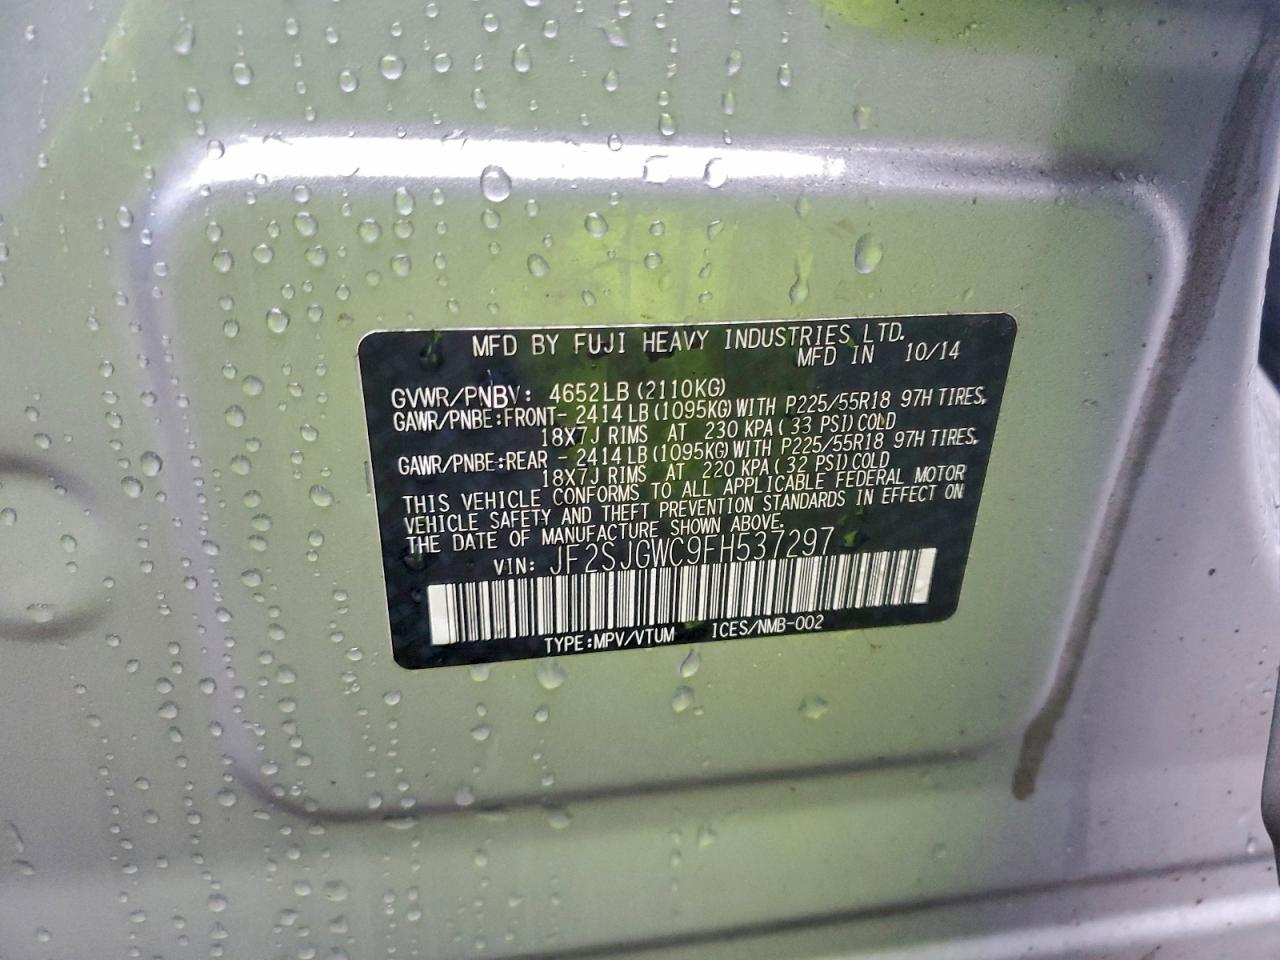 MFD BY FUJI HEAVY INDUSTRIES LTD.
MFD IN 10/14
GVWR/PNBV: 4652LB (2110KG)
GAWR/PNBE:FRONT- 2414 LB (1095KG) WITH P225/55R18 97H TIRES,
18X7J RIMS AT 230 KPA ( 33 PSI) COLD
GAWR/PNBE:REAR - 2414 LB (1095KG) WITH P225/55R18 97H TIRES,
18X7J RIMS AT 220 KPA ( 32 PSI) COLD
THIS VEHICLE CONFORMS TO ALL APPLICABLE FEDERAL MOTOR
VEHICLE SAFETY AND THEFT PREVENTION STANDARDS IN EFFECT ON
THE DATE OF MANUFACTURE SHOWN ABOVE.
VIN: JF2SJGWC9FH537297
TYPE:MPV/VTUM ICES/NMB-002